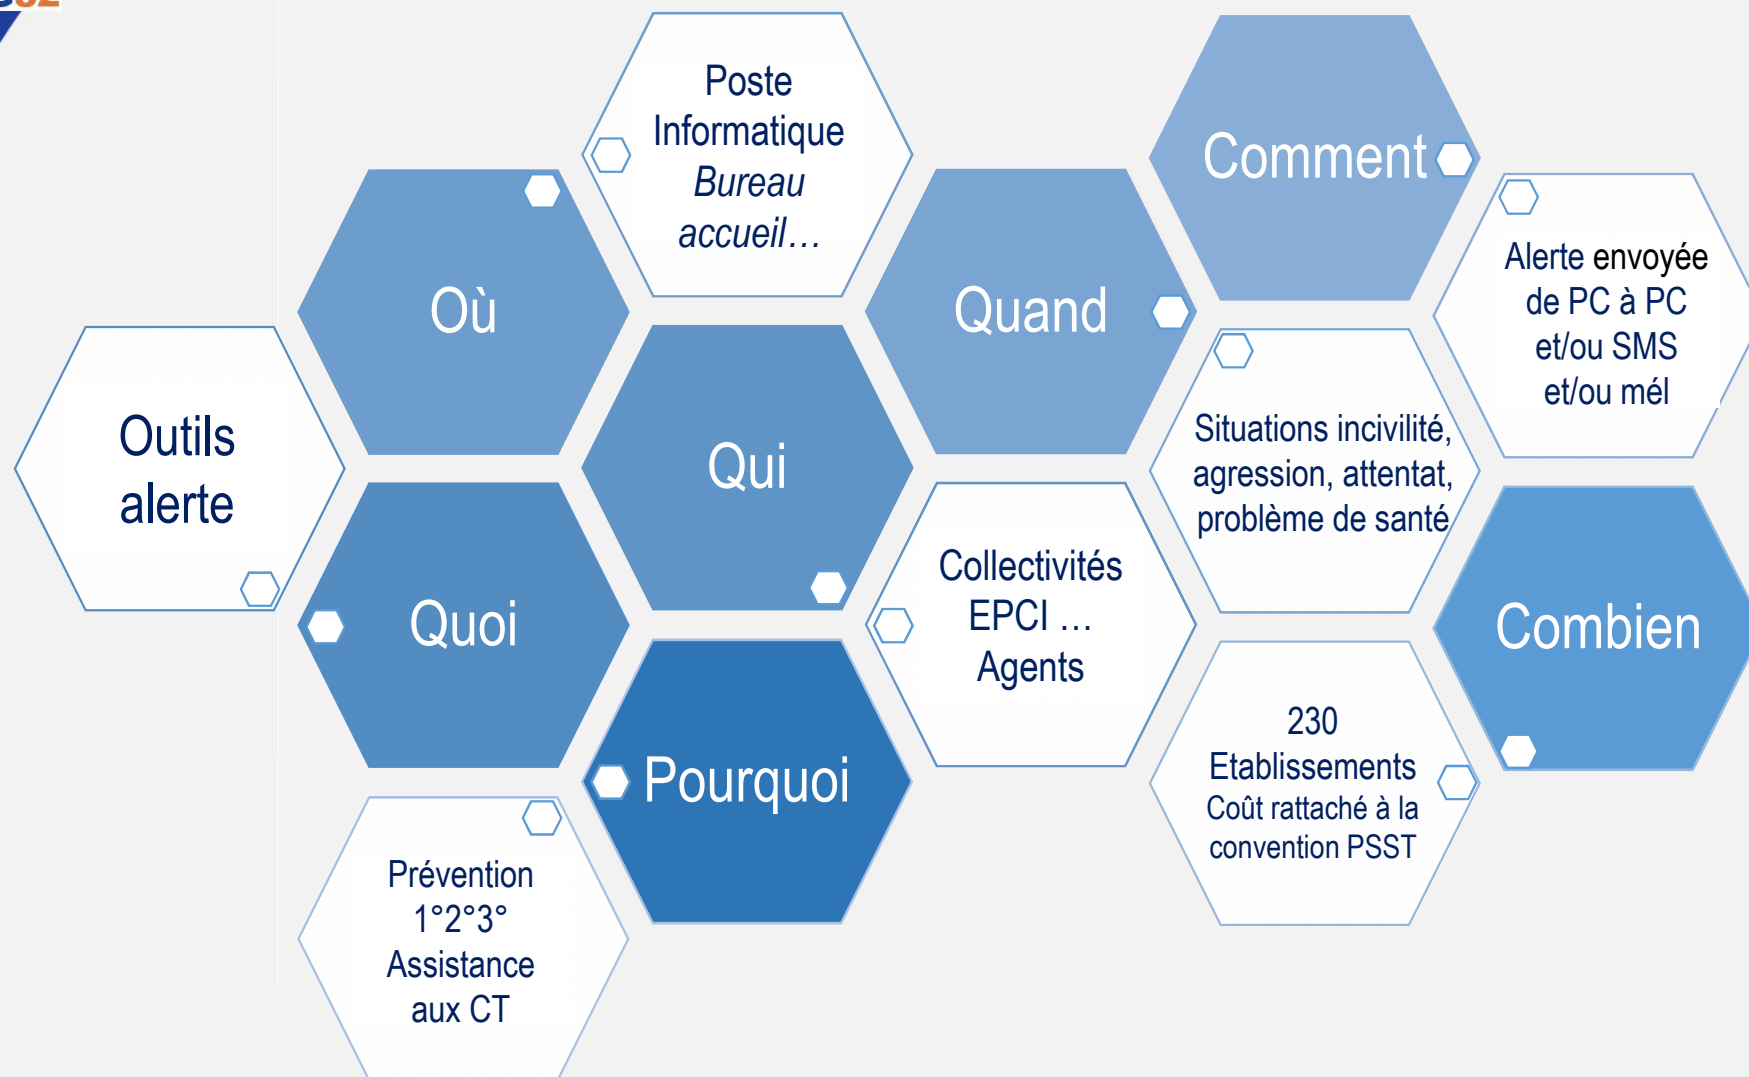 Poste
Informatique
Bureau
accueil…
Comment
Où
Quand
Alerte envoyée
de PC à PC
et/ou SMS
et/ou mél
Outils
alerte
Qui
Situations incivilité,
agression, attentat,
problème de santé
Quoi
Collectivités
EPCI …
Agents
Combien
Pourquoi
230
Etablissements
Coût rattaché à la
convention PSST
Prévention
1°2°3°
Assistance
aux CT